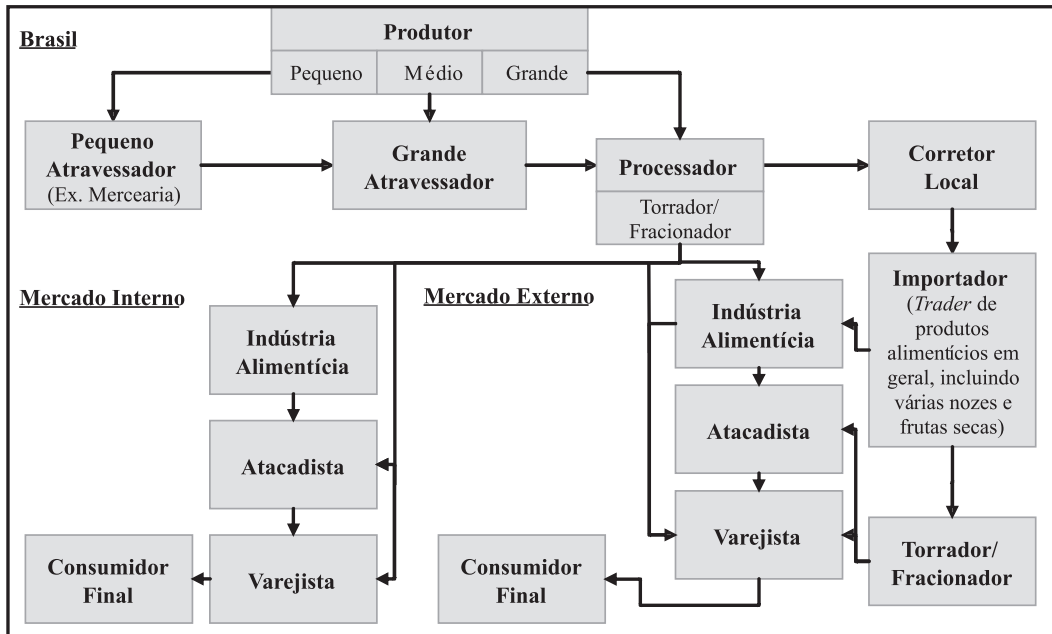 Brasil
Produtor
Pequeno
Médio
Grande
Pequeno
Atravessador
(Ex. Mercearia)
Grande
Atravessador
Processador
Torrador/
Fracionador
Corretor
Local
Mercado Interno
Indústria
Alimentícia
Atacadista
Varejista
Consumidor
Final
Mercado Externo
Indústria
Alimentícia
Atacadista
Varejista
Consumidor
Final
Importador
(Trader de
produtos
alimentícios em
geral, incluindo
várias nozes e
frutas secas)
Torrador/
Fracionador